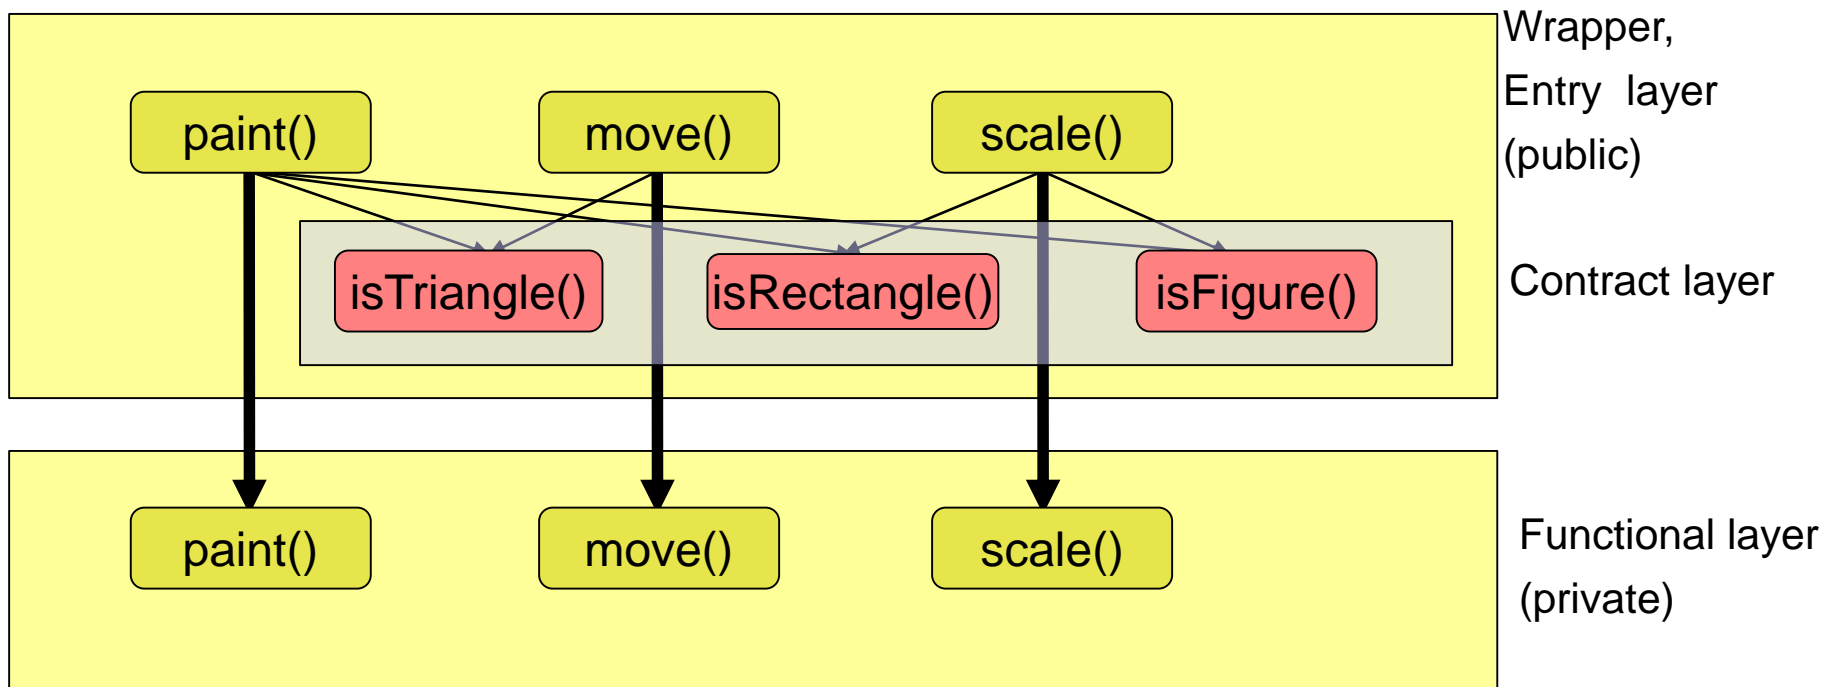 Wrapper,
Entry layer
(public)
paint()
move()
scale()
isTriangle()
isRectangle()
isFigure()
Contract layer
paint()
move()
scale()
Functional layer
(private)